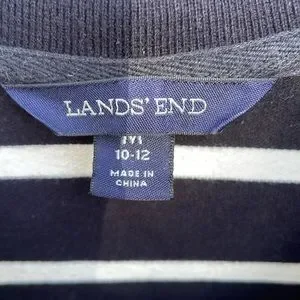 LANDS' END
M
10-12
MADE IN
CHINA